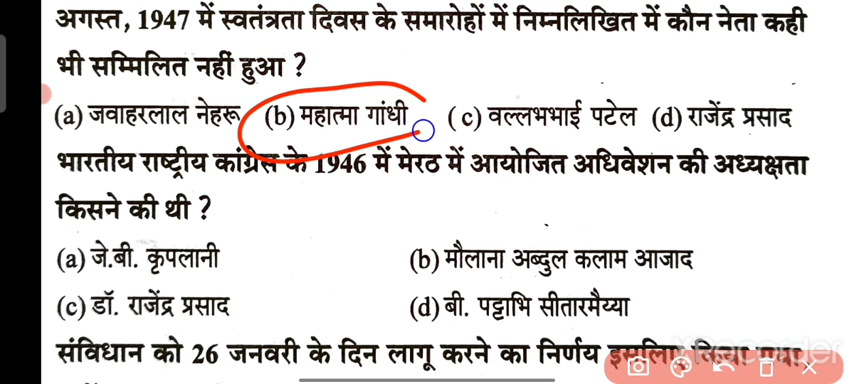 अगस्त, 1947 में स्वतंत्रता दिवस के समारोहों में निम्नलिखित में कौन नेता कही
भी सम्मिलित नहीं हुआ ?
(a) जवाहरलाल नेहरू (b) महात्मा गांधी (c) वल्लभभाई पटेल (d) राजेंद्र प्रसाद
भारतीय राष्ट्रीय कांग्रेस के 1946 में मेरठ में आयोजित अधिवेशन की अध्यक्षता
किसने की थी ?
(a) जे.बी. कृपलानी (b) मौलाना अब्दुल कलाम आजाद
(c) डॉ. राजेंद्र प्रसाद (d) बी. पट्टाभि सीतारमैय्या
संविधान को 26 जनवरी के दिन लागू करने का निर्णय इसलिए किया गया